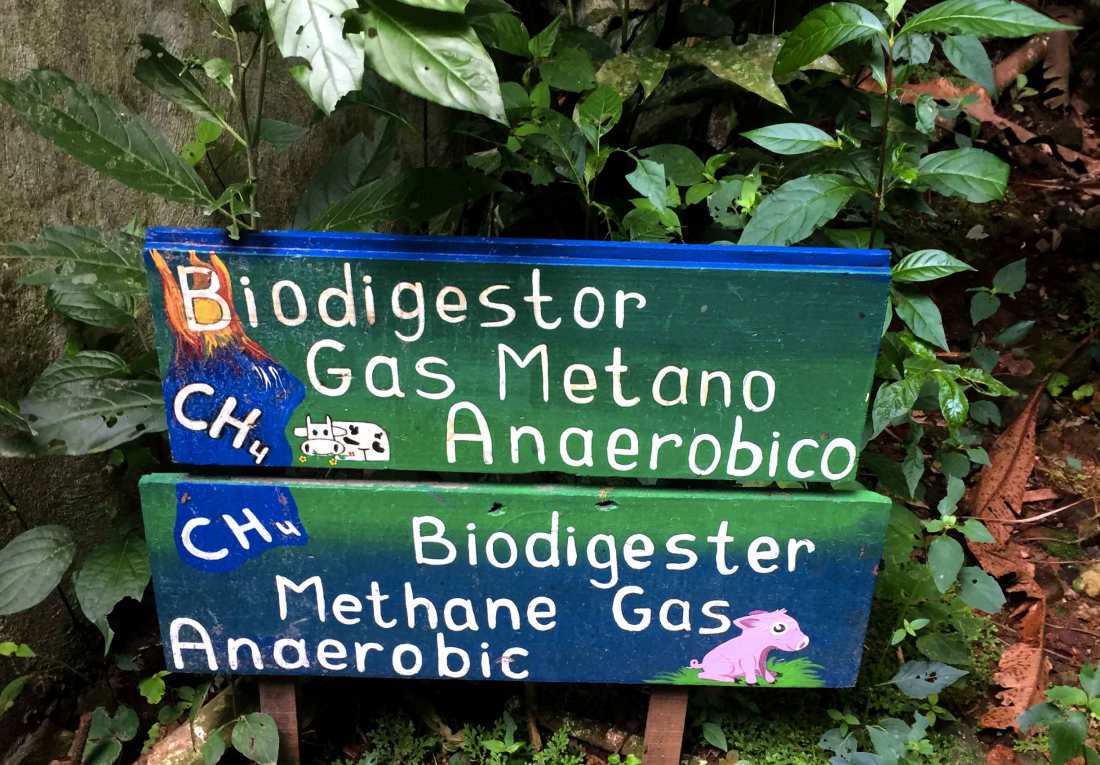 Biodigestor
Gas Metano
CH4
Anaerobico
CH4
Biodigester
Methane Gas
Anaerobic